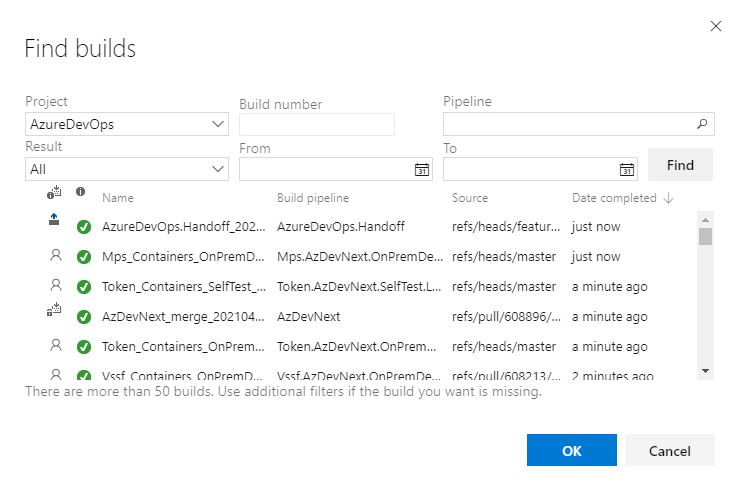 Find builds
Project Build number Pipeline
AzureDevOps
Result From To
All 31 31 Find
Name Build pipeline Source Date completed
AzureDevOps.Handoff_202... AzureDevOps.Handoff refs/heads/featur... just now
Mps_Containers_OnPremD... Mps.AzDevNext.OnPremDe... refs/heads/master just now
Token_Containers_SelfTest_... Token.AzDevNext.SelfTest.L... refs/heads/master a minute ago
AzDevNext_merge_202104... AzDevNext refs/pull/608896/... a minute ago
Token_Containers_OnPrem... Token.AzDevNext.OnPrem... refs/heads/master a minute ago
Vssf_Containers_OnPremD... Vssf.AzDevNext.OnPremDe... refs/pull/608213/... 2 minutes ago
There are more than 50 builds. Use additional filters if the build you want is missing.
OK Cancel